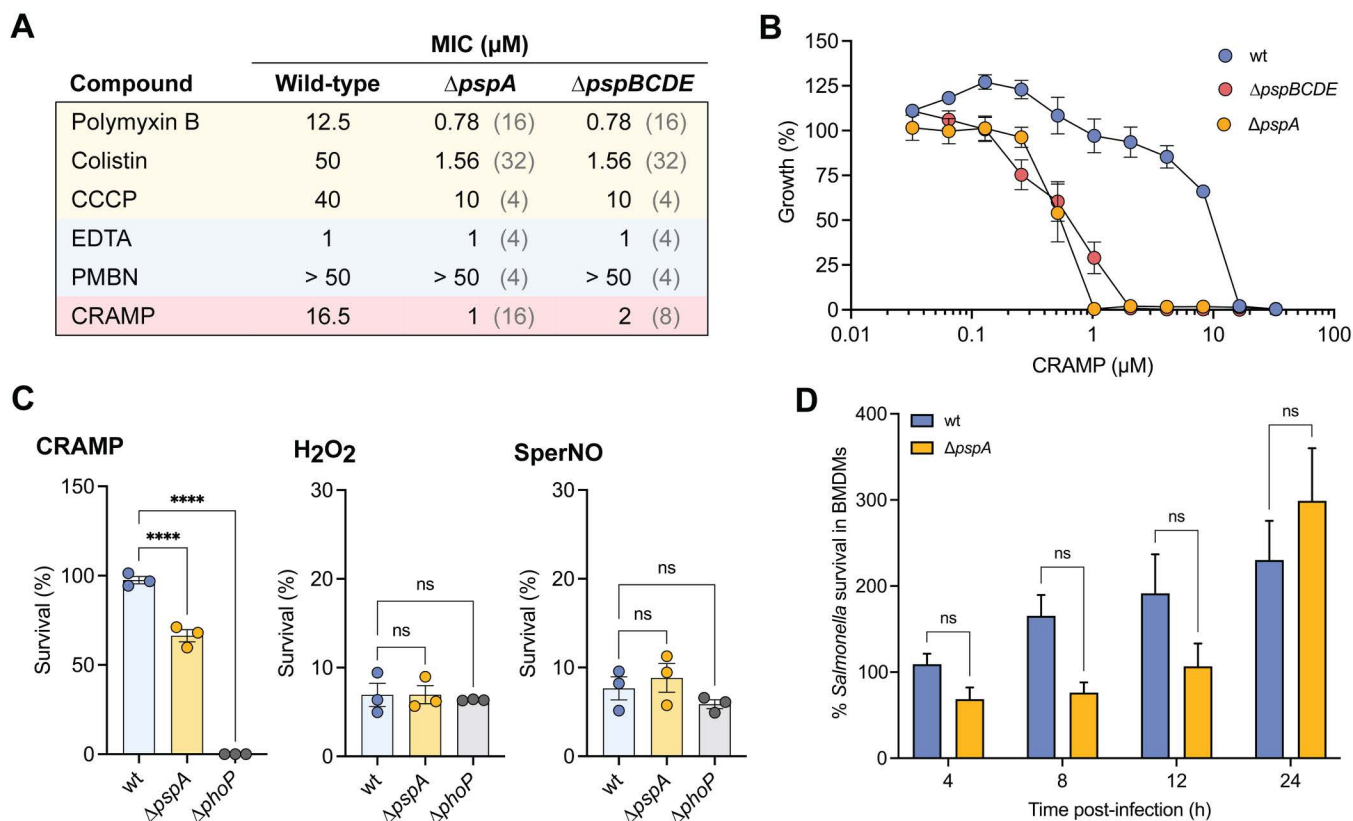 A
MIC (µM)
Compound Wild-type ΔpspA ΔpspBCDE
Polymyxin B 12.5 0.78 (16) 0.78 (16)
Colistin 50 1.56 (32) 1.56 (32)
CCCP 40 10 (4) 10 (4)
EDTA 1 1 (4) 1 (4)
PMBN > 50 > 50 (4) > 50 (4)
CRAMP 16.5 1 (16) 2 (8)
B
150
125
100
75
50
25
0
Growth (%)
0.01 0.1 1 10 100
CRAMP (µM)
wt
ΔpspBCDE
ΔpspA
C
CRAMP
150
100
50
0
Survival (%)
****
****
wt ΔpspA ΔphoP
H2O2
30
20
10
0
Survival (%)
ns
ns
wt ΔpspA ΔphoP
SperNO
30
20
10
0
Survival (%)
ns
ns
wt ΔpspA ΔphoP
D
400
300
200
100
0
% Salmonella survival in BMDMs
wt
ΔpspA
ns
ns
ns
ns
4 8 12 24
Time post-infection (h)